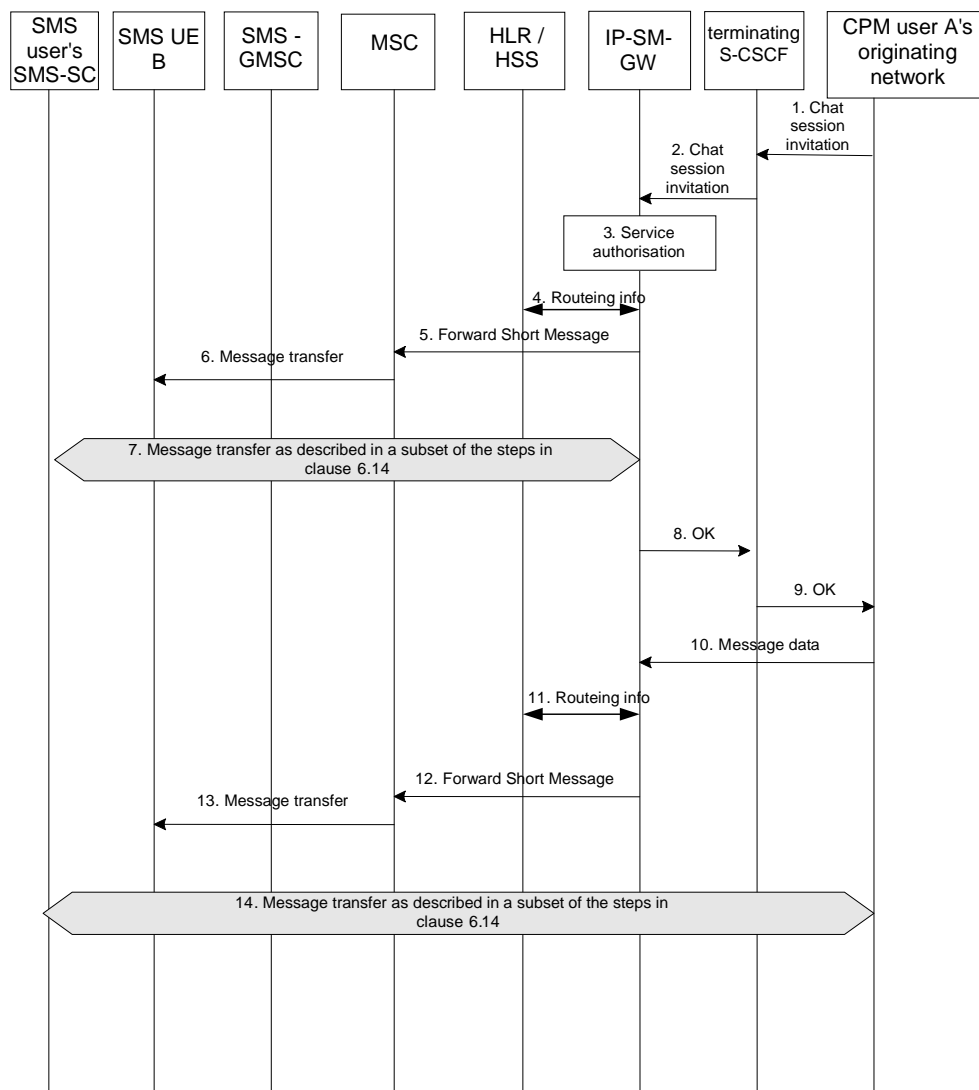 SMS
user's
SMS-SC
SMS UE
B
SMS -
GMSC
MSC
HLR /
HSS
IP-SM-
GW
terminating
S-CSCF
CPM user A's
originating
network
1. Chat
session
invitation
2. Chat
session
invitation
3. Service
authorisation
4. Routeing info
5. Forward Short Message
6. Message transfer
7. Message transfer as described in a subset of the steps in
clause 6.14
8. OK
9. OK
10. Message data
11. Routeing info
12. Forward Short Message
13. Message transfer
14. Message transfer as described in a subset of the steps in
clause 6.14